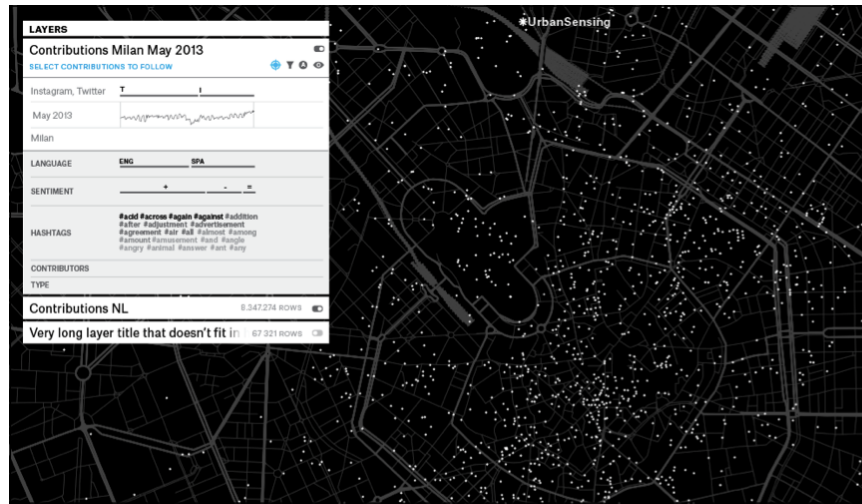 LAYERS
✳UrbanSensing
Contributions Milan May 2013
SELECT CONTRIBUTIONS TO FOLLOW
Instagram, Twitter T I
May 2013
Milan
LANGUAGE ENG SPA
SENTIMENT + - =
HASHTAGS
#acid #across #again #against #addition
#after #adjustment #advertisement
#agreement #air #all #almost #among
#amount #amusement #and #angle
#angry #animal #answer #ant #any
CONTRIBUTORS
TYPE
Contributions NL 8.347.274 ROWS
Very long layer title that doesn't fit in 67 321 ROWS